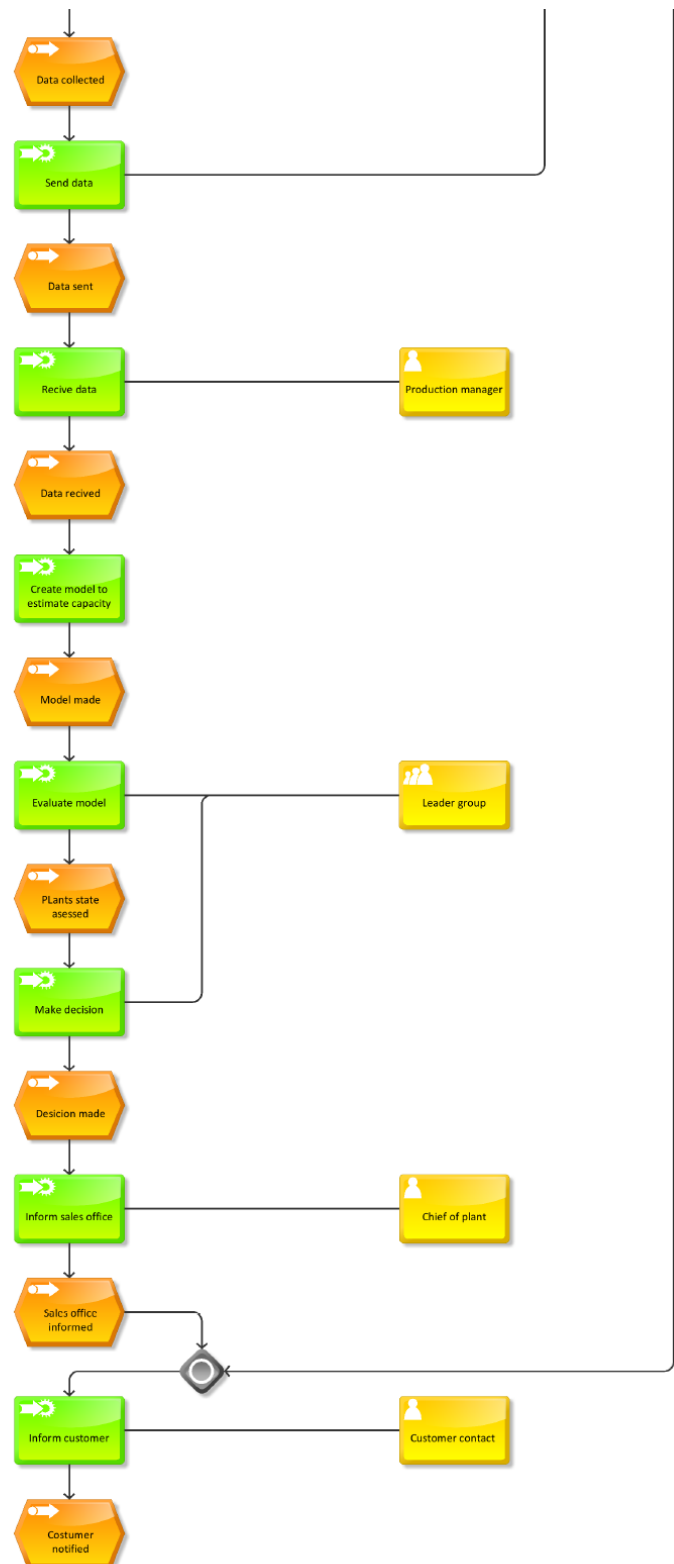 Data collected
Send data
Data sent
Recive data
Production manager
Data recived
Create model to
estimate capacity
Model made
Evaluate model
Leader group
PLants state
asessed
Make decision
Desicion made
Inform sales office
Chief of plant
Sales office
informed
Inform customer
Customer contact
Costumer
notified